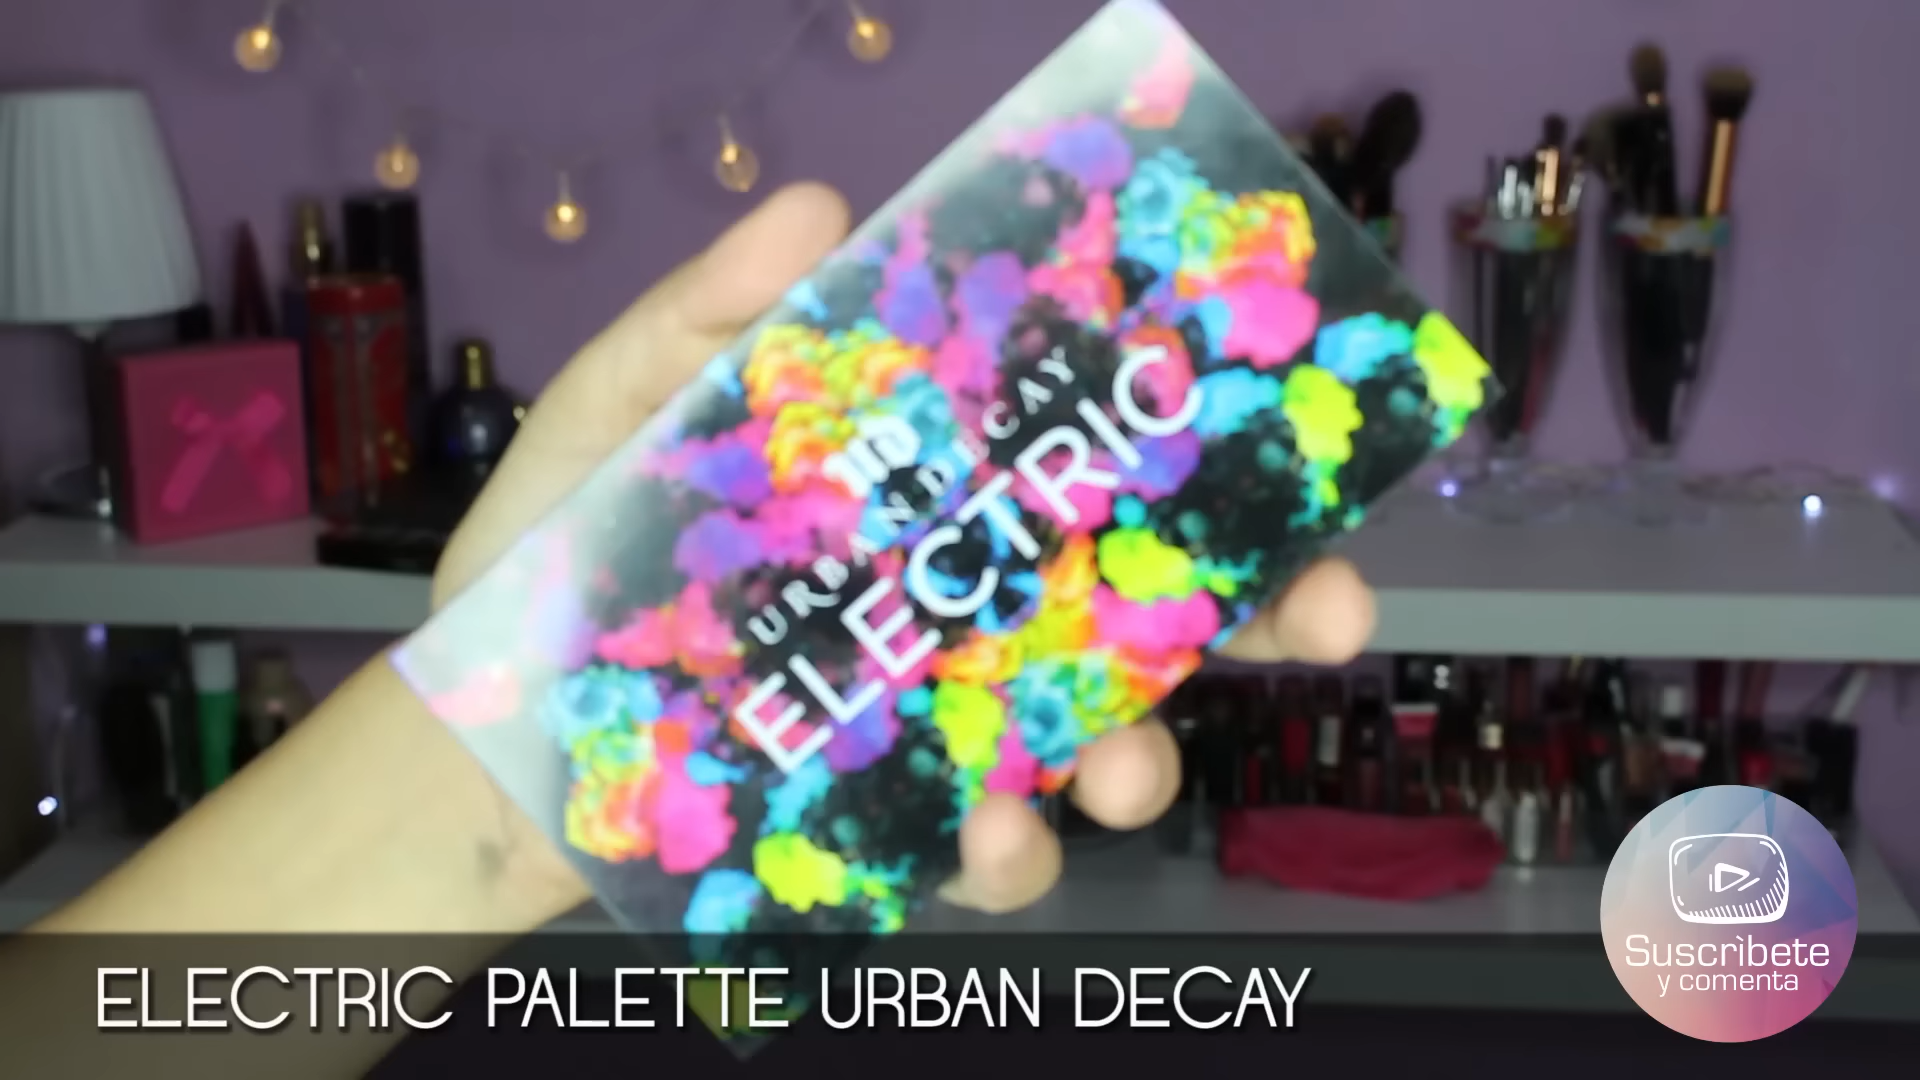 UD
URBAN DECAY
ELECTRIC
ELECTRIC PALETTE URBAN DECAY
Suscrìbete
y comenta